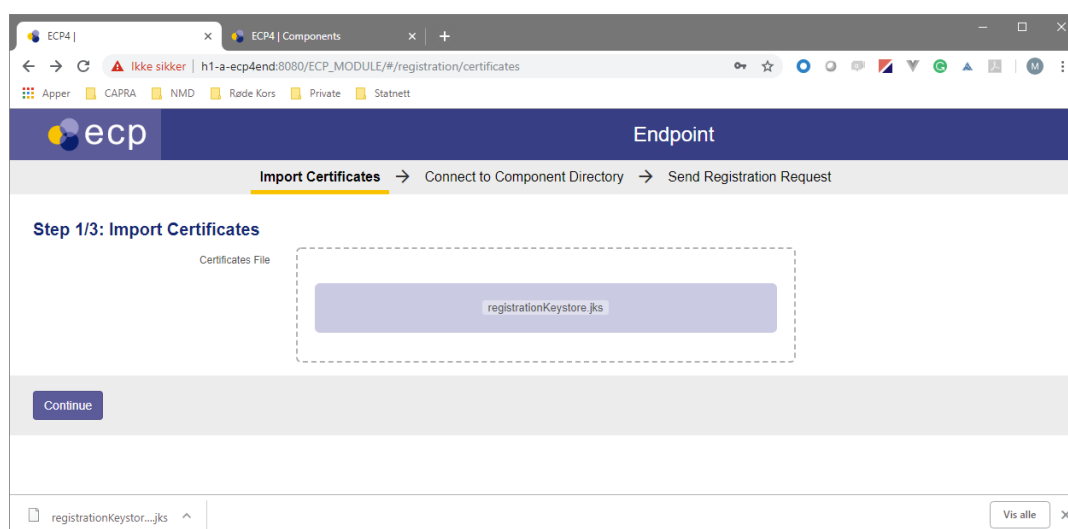 ECP4 |
ECP4 | Components
Ikke sikker | h1-a-ecp4end:8080/ECP_MODULE/#/registration/certificates
Apper CAPRA NMD Røde Kors Private Statnett
ecp
Endpoint
Import Certificates → Connect to Component Directory → Send Registration Request
Step 1/3: Import Certificates
Certificates File
registrationKeystore.jks
Continue
registrationKeystor....jks
Vis alle